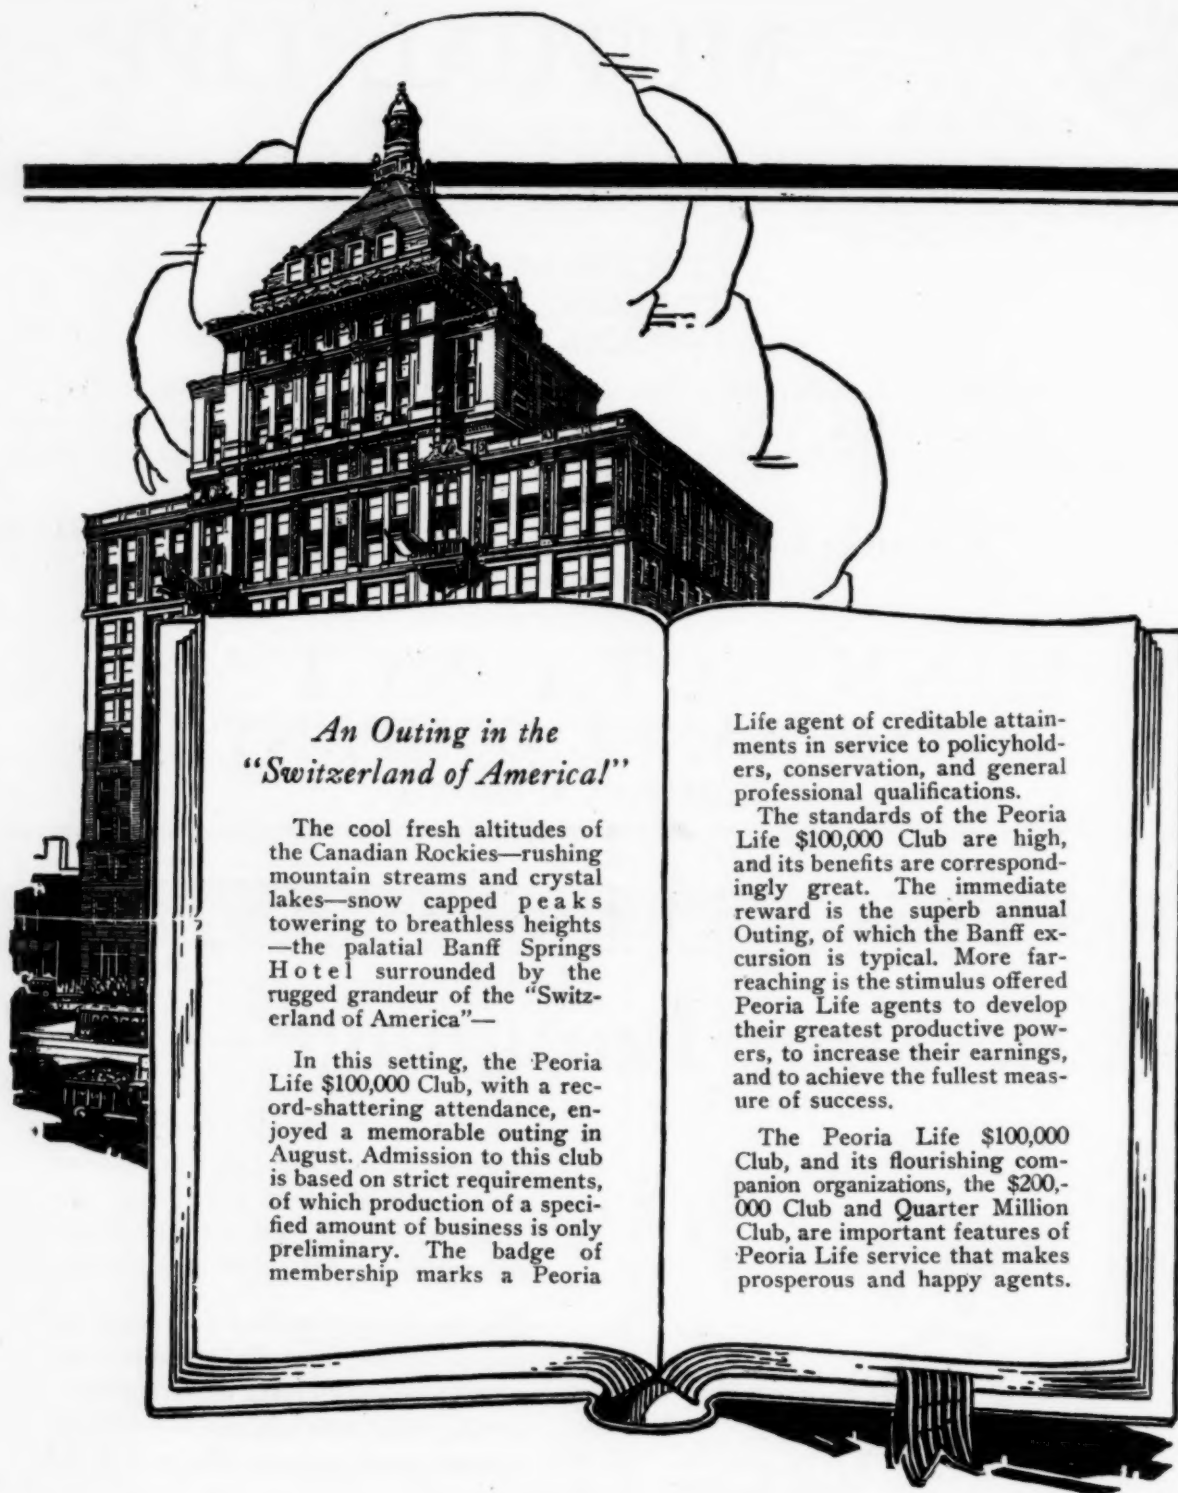 An Outing in the
“Switzerland of America!”
The cool fresh altitudes of
the Canadian Rockies—rushing
mountain streams and crystal
lakes—snow capped peaks
towering to breathless heights
—the palatial Banff Springs
Hotel surrounded by the
rugged grandeur of the “Switz-
erland of America”—
In this setting, the Peoria
Life $100,000 Club, with a rec-
ord-shattering attendance, en-
joyed a memorable outing in
August. Admission to this club
is based on strict requirements,
of which production of a speci-
fied amount of business is only
preliminary. The badge of
membership marks a Peoria
Life agent of creditable attain-
ments in service to policyhold-
ers, conservation, and general
professional qualifications.
The standards of the Peoria
Life $100,000 Club are high,
and its benefits are correspond-
ingly great. The immediate
reward is the superb annual
Outing, of which the Banff ex-
cursion is typical. More far-
reaching is the stimulus offered
Peoria Life agents to develop
their greatest productive pow-
ers, to increase their earnings,
and to achieve the fullest meas-
ure of success.
The Peoria Life $100,000
Club, and its flourishing com-
panion organizations, the $200,-
000 Club and Quarter Million
Club, are important features of
Peoria Life service that makes
prosperous and happy agents.